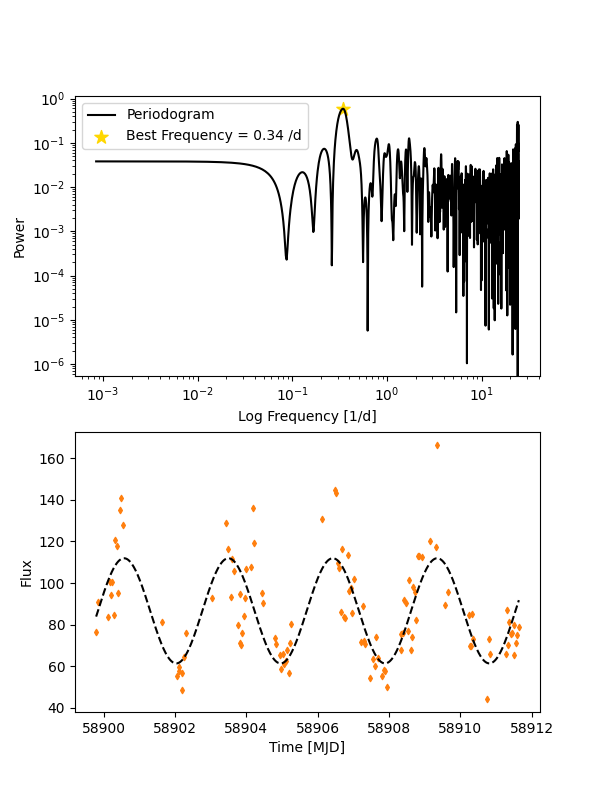 10⁰
10⁻¹
10⁻²
10⁻³
10⁻⁴
10⁻⁵
10⁻⁶
Power
Periodogram
Best Frequency = 0.34 /d
10⁻³ 10⁻² 10⁻¹ 10⁰ 10¹
Log Frequency [1/d]
160
140
120
100
80
60
40
Flux
58900 58902 58904 58906 58908 58910 58912
Time [MJD]